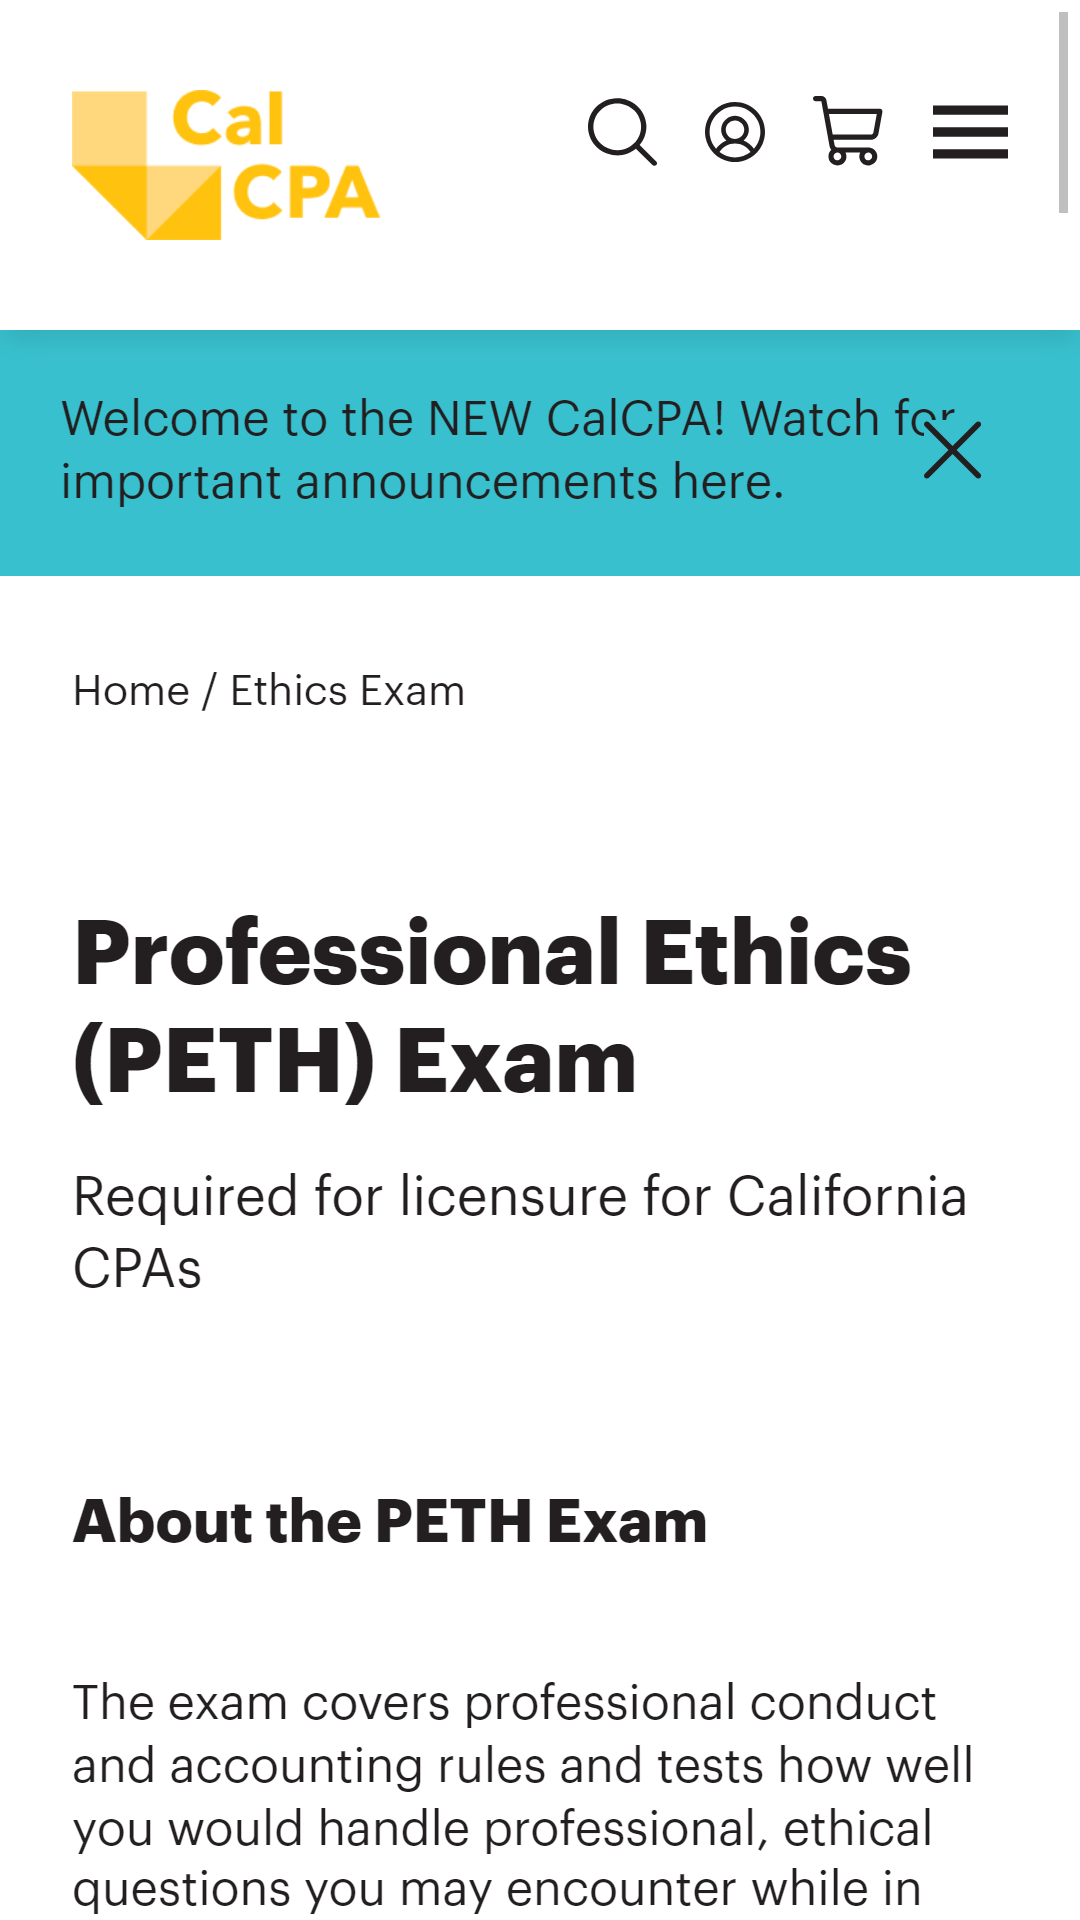 Cal
CPA
Welcome to the NEW CalCPA! Watch for
important announcements here.
Home / Ethics Exam
Professional Ethics
(PETH) Exam
Required for licensure for California
CPAs
About the PETH Exam
The exam covers professional conduct
and accounting rules and tests how well
you would handle professional, ethical
questions you may encounter while in